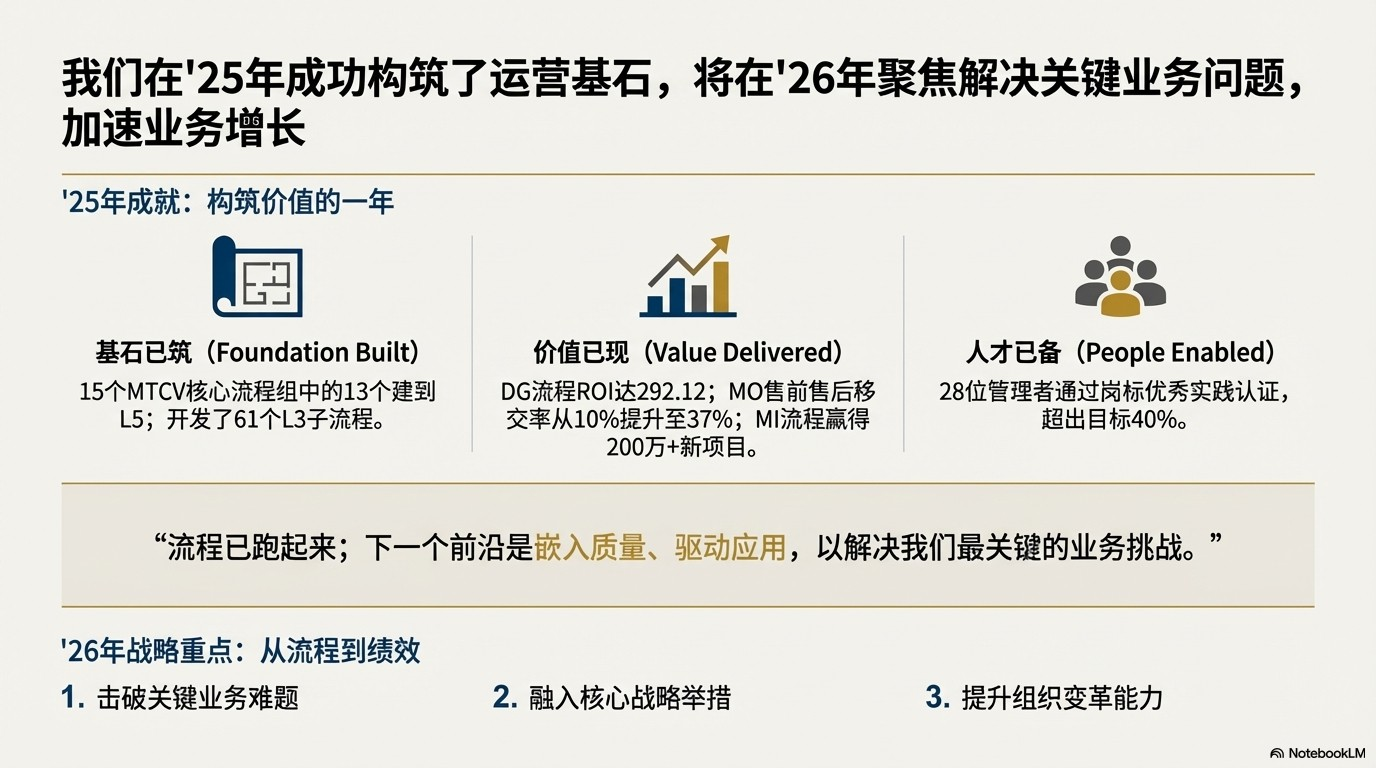 我们在'25年成功构筑了运营基石，将在'26年聚焦解决关键业务问题，
加速业务增长
'25年成就：构筑价值的一年
基石已筑（Foundation Built）
15个MTCV核心流程组中的13个建到
L5；开发了61个L3子流程。
价值已现（Value Delivered）
DG流程ROI达292.12；MO售前售后移
交率从10%提升至37%；MI流程赢得
200万+新项目。
人才已备（People Enabled）
28位管理者通过岗标优秀实践认证，
超出目标40%。
“流程已跑起来；下一个前沿是嵌入质量、驱动应用，以解决我们最关键的业务挑战。”
'26年战略重点：从流程到绩效
1. 击破关键业务难题
2. 融入核心战略举措
3. 提升组织变革能力
NotebookLM